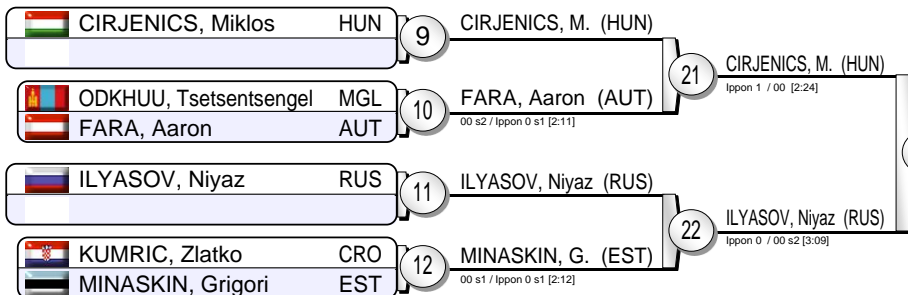 CIRJENICS, Miklos HUN
9
CIRJENICS, M. (HUN)
21
CIRJENICS, M. (HUN)
Ippon 1 / 00 [2:24]
ODKHUU, Tsetsentsengel MGL
FARA, Aaron AUT
10
FARA, Aaron (AUT)
00 s2 / Ippon 0 s1 [2:11]
ILYASOV, Niyaz RUS
11
ILYASOV, Niyaz (RUS)
22
ILYASOV, Niyaz (RUS)
Ippon 0 / 00 s2 [3:09]
KUMRIC, Zlatko CRO
MINASKIN, Grigori EST
12
MINASKIN, G. (EST)
00 s1 / Ippon 0 s1 [2:12]